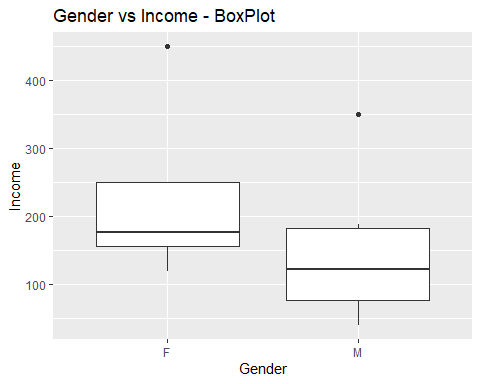 Gender vs Income - BoxPlot
Income
400
300
200
100
F
M
Gender